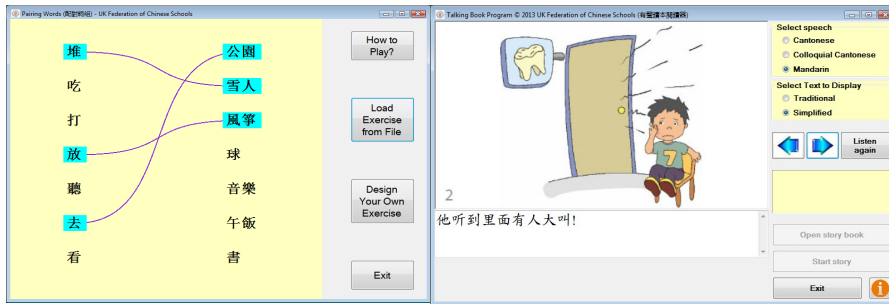 Pairing Words (配對詞組) - UK Federation of Chinese Schools
堆
吃
打
放
聽
去
看
公園
雪人
風箏
球
音樂
午飯
書
How to
Play?
Load
Exercise
from File
Design
Your Own
Exercise
Exit
Talking Book Program © 2013 UK Federation of Chinese Schools (有聲讀本閱讀器)
7
2
他听到里面有人大叫!
Select speech
Cantonese
Colloquial Cantonese
Mandarin
Select Text to Display
Traditional
Simplified
Listen
again
Open story book
Start story
Exit